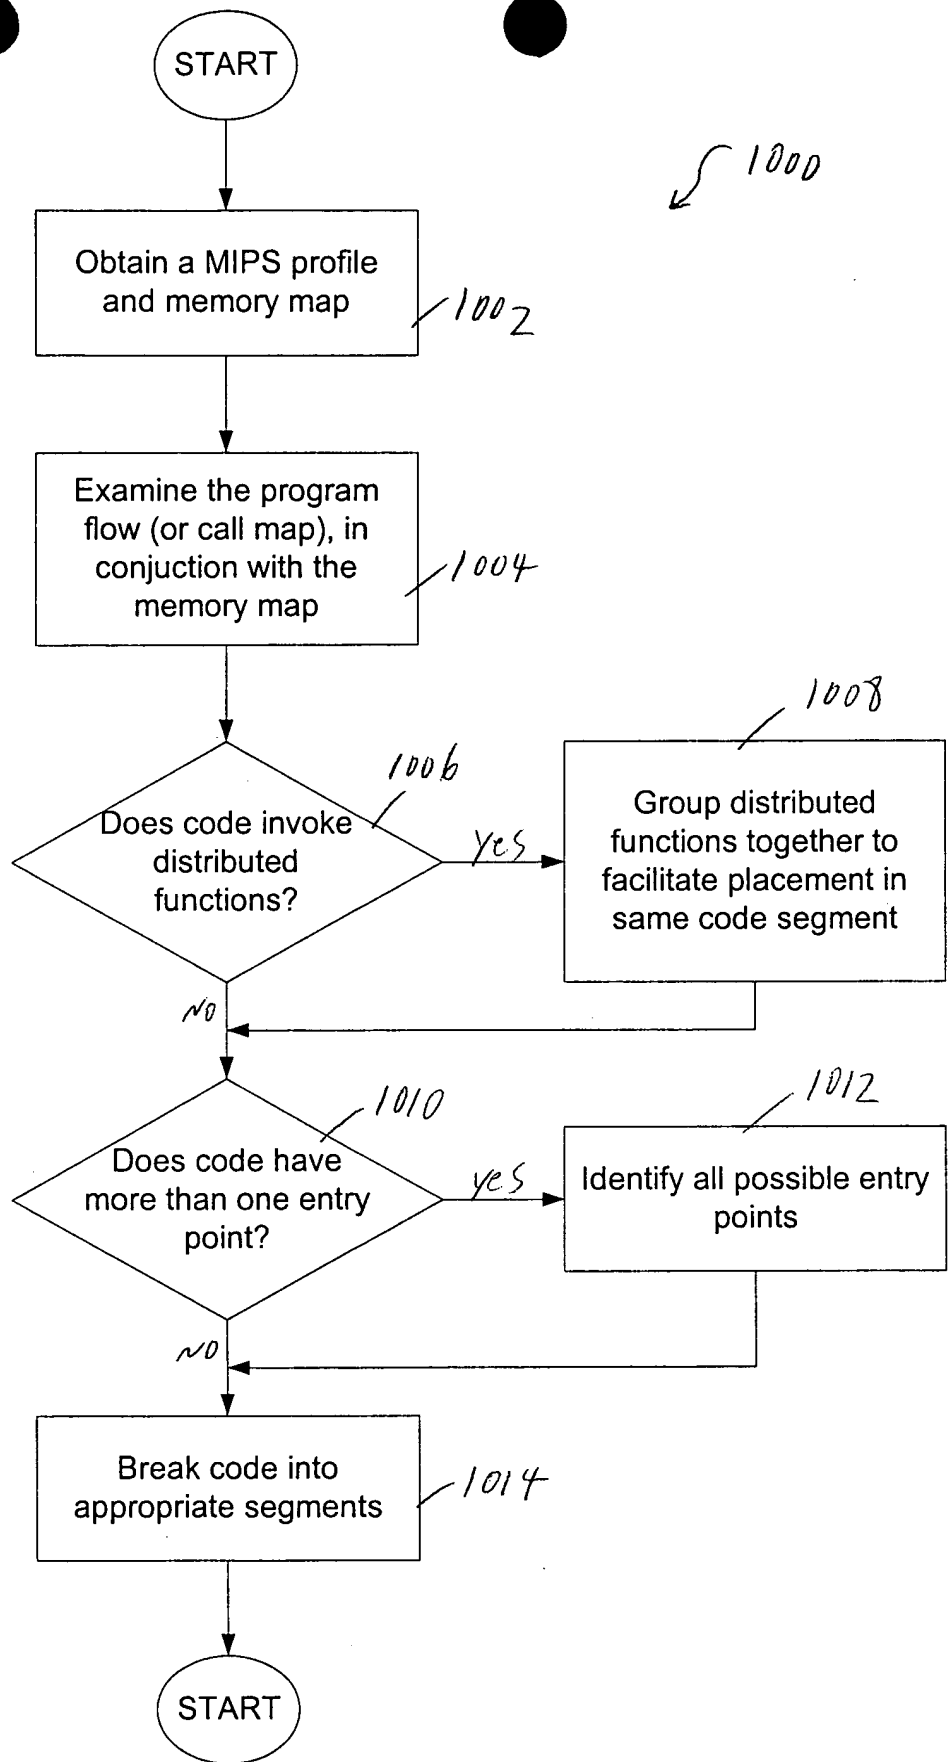 START
1000
Obtain a MIPS profile
and memory map
1002
Examine the program
flow (or call map), in
conjuction with the
memory map
1004
1008
1006
Does code invoke
distributed
functions?
yes
Group distributed
functions together to
facilitate placement in
same code segment
NO
1010
1012
Does code have
more than one entry
point?
yes
Identify all possible entry
points
NO
Break code into
appropriate segments
1014
START